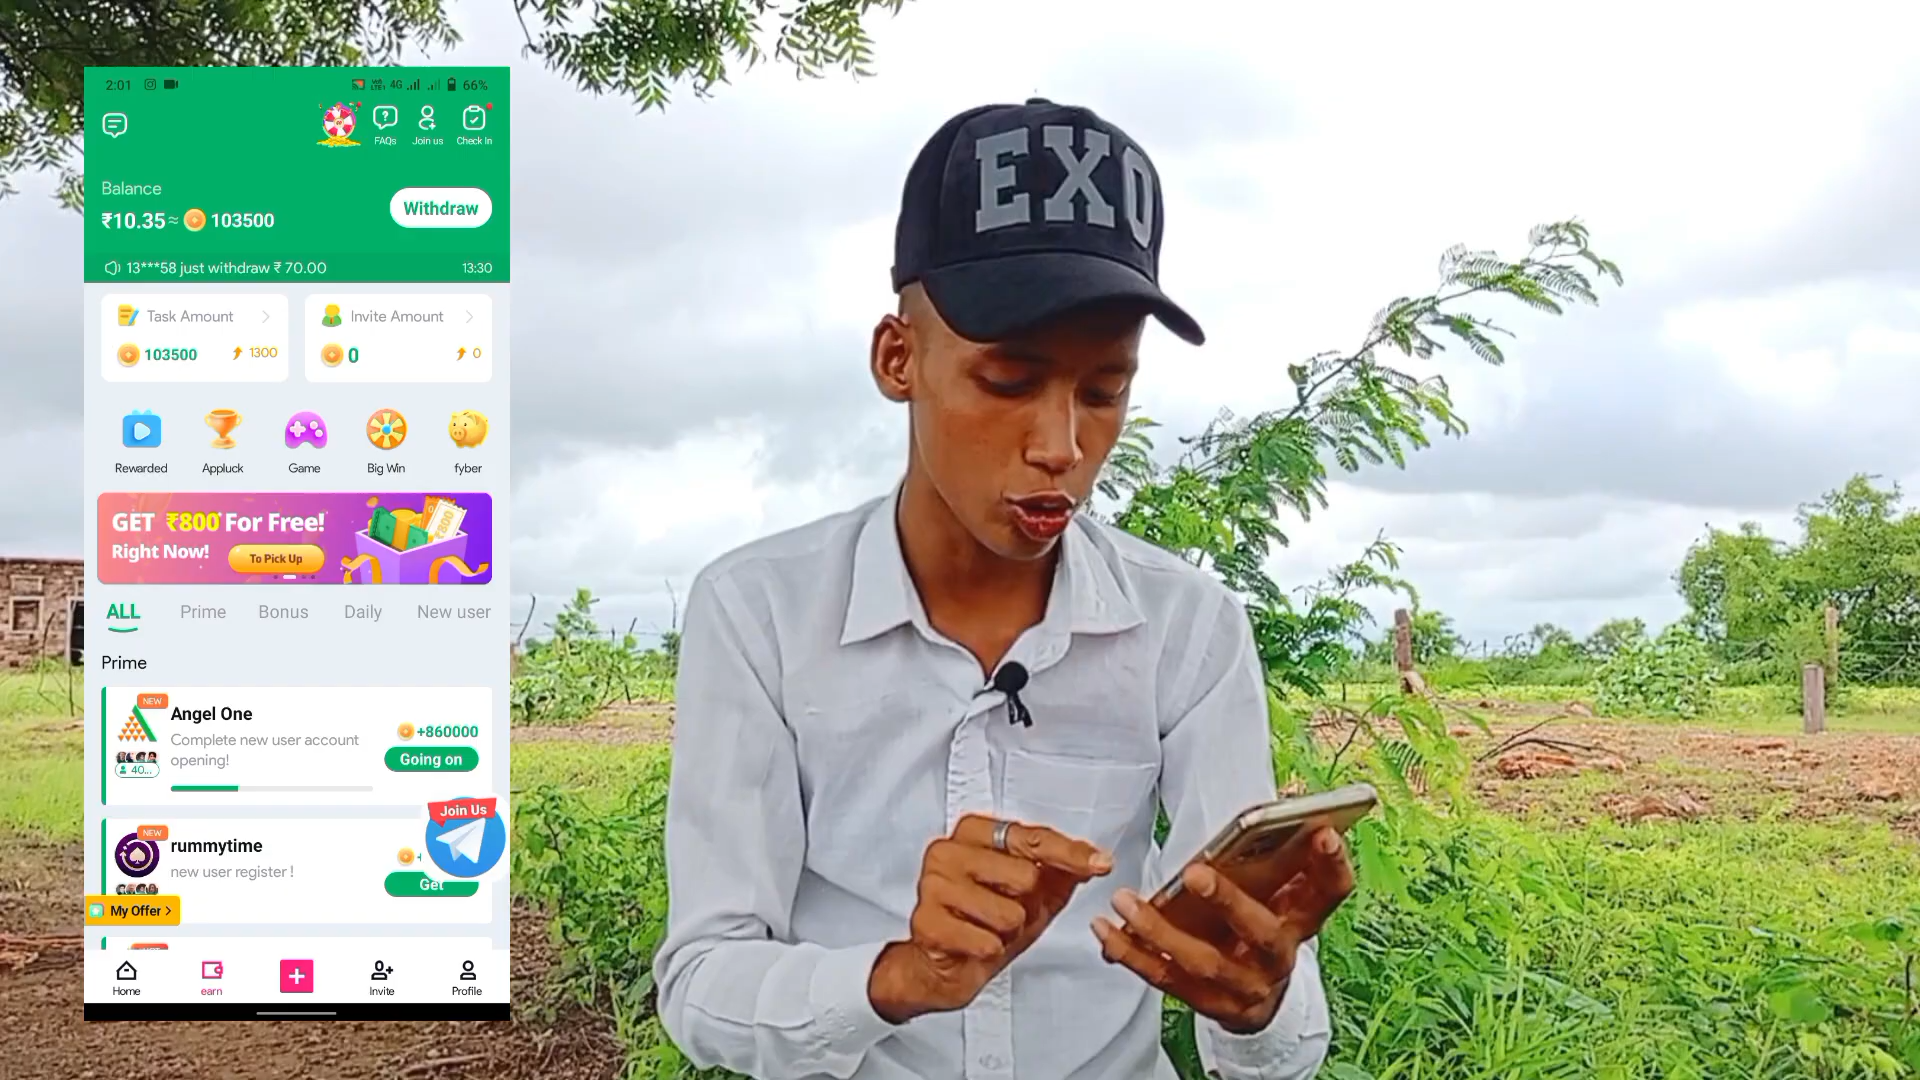 2:01
4G
66%
FAQs
Join us
Check In
Balance
₹10.35≈ 103500
Withdraw
13***58 just withdraw ₹ 70.00
13:30
Task Amount
Invite Amount
103500
1300
0
0
Rewarded
Appluck
Game
Big Win
fyber
GET ₹800* For Free!
Right Now!
To Pick Up
ALL
Prime
Bonus
Daily
New user
Prime
NEW
Angel One
+860000
Complete new user account
opening!
Going on
40...
Join Us
NEW
rummytime
new user register !
Get
My Offer >
Home
earn
Invite
Profile
EXO